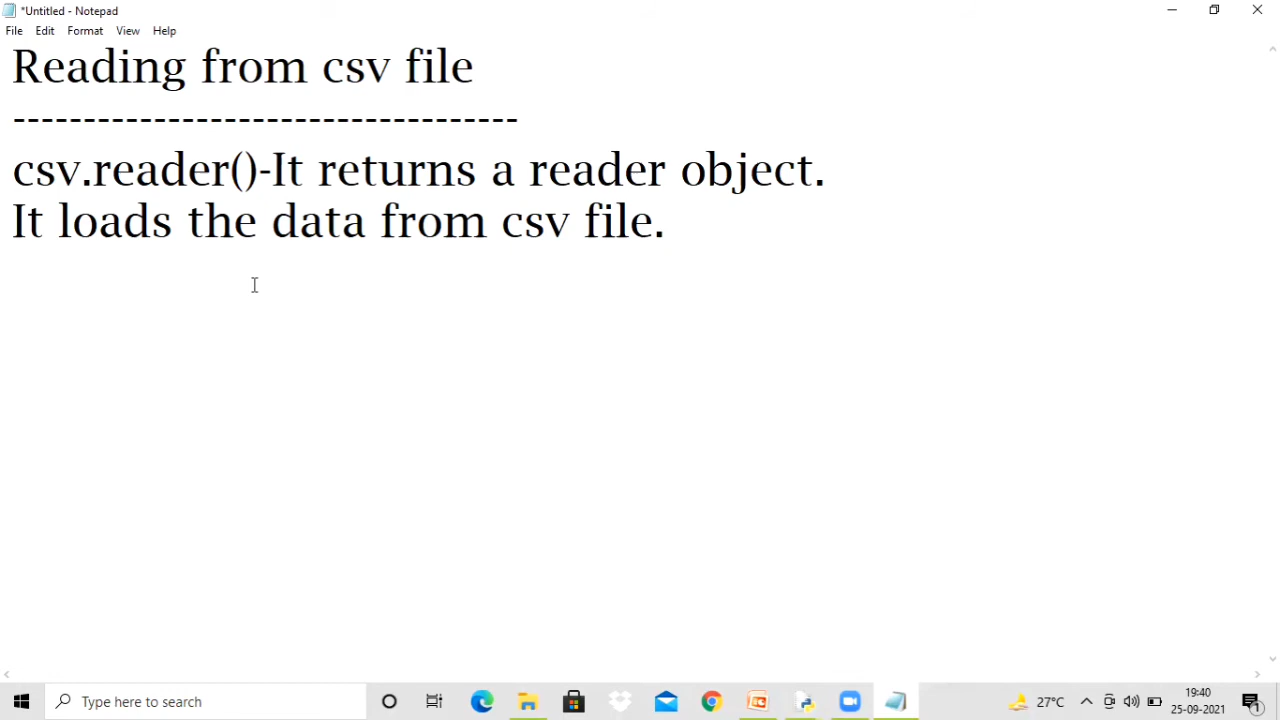 *Untitled - Notepad
File Edit Format View Help
Reading from csv file
------------------------------------
csv.reader()-It returns a reader object.
It loads the data from csv file.
Type here to search
27°C
19:40
25-09-2021
1